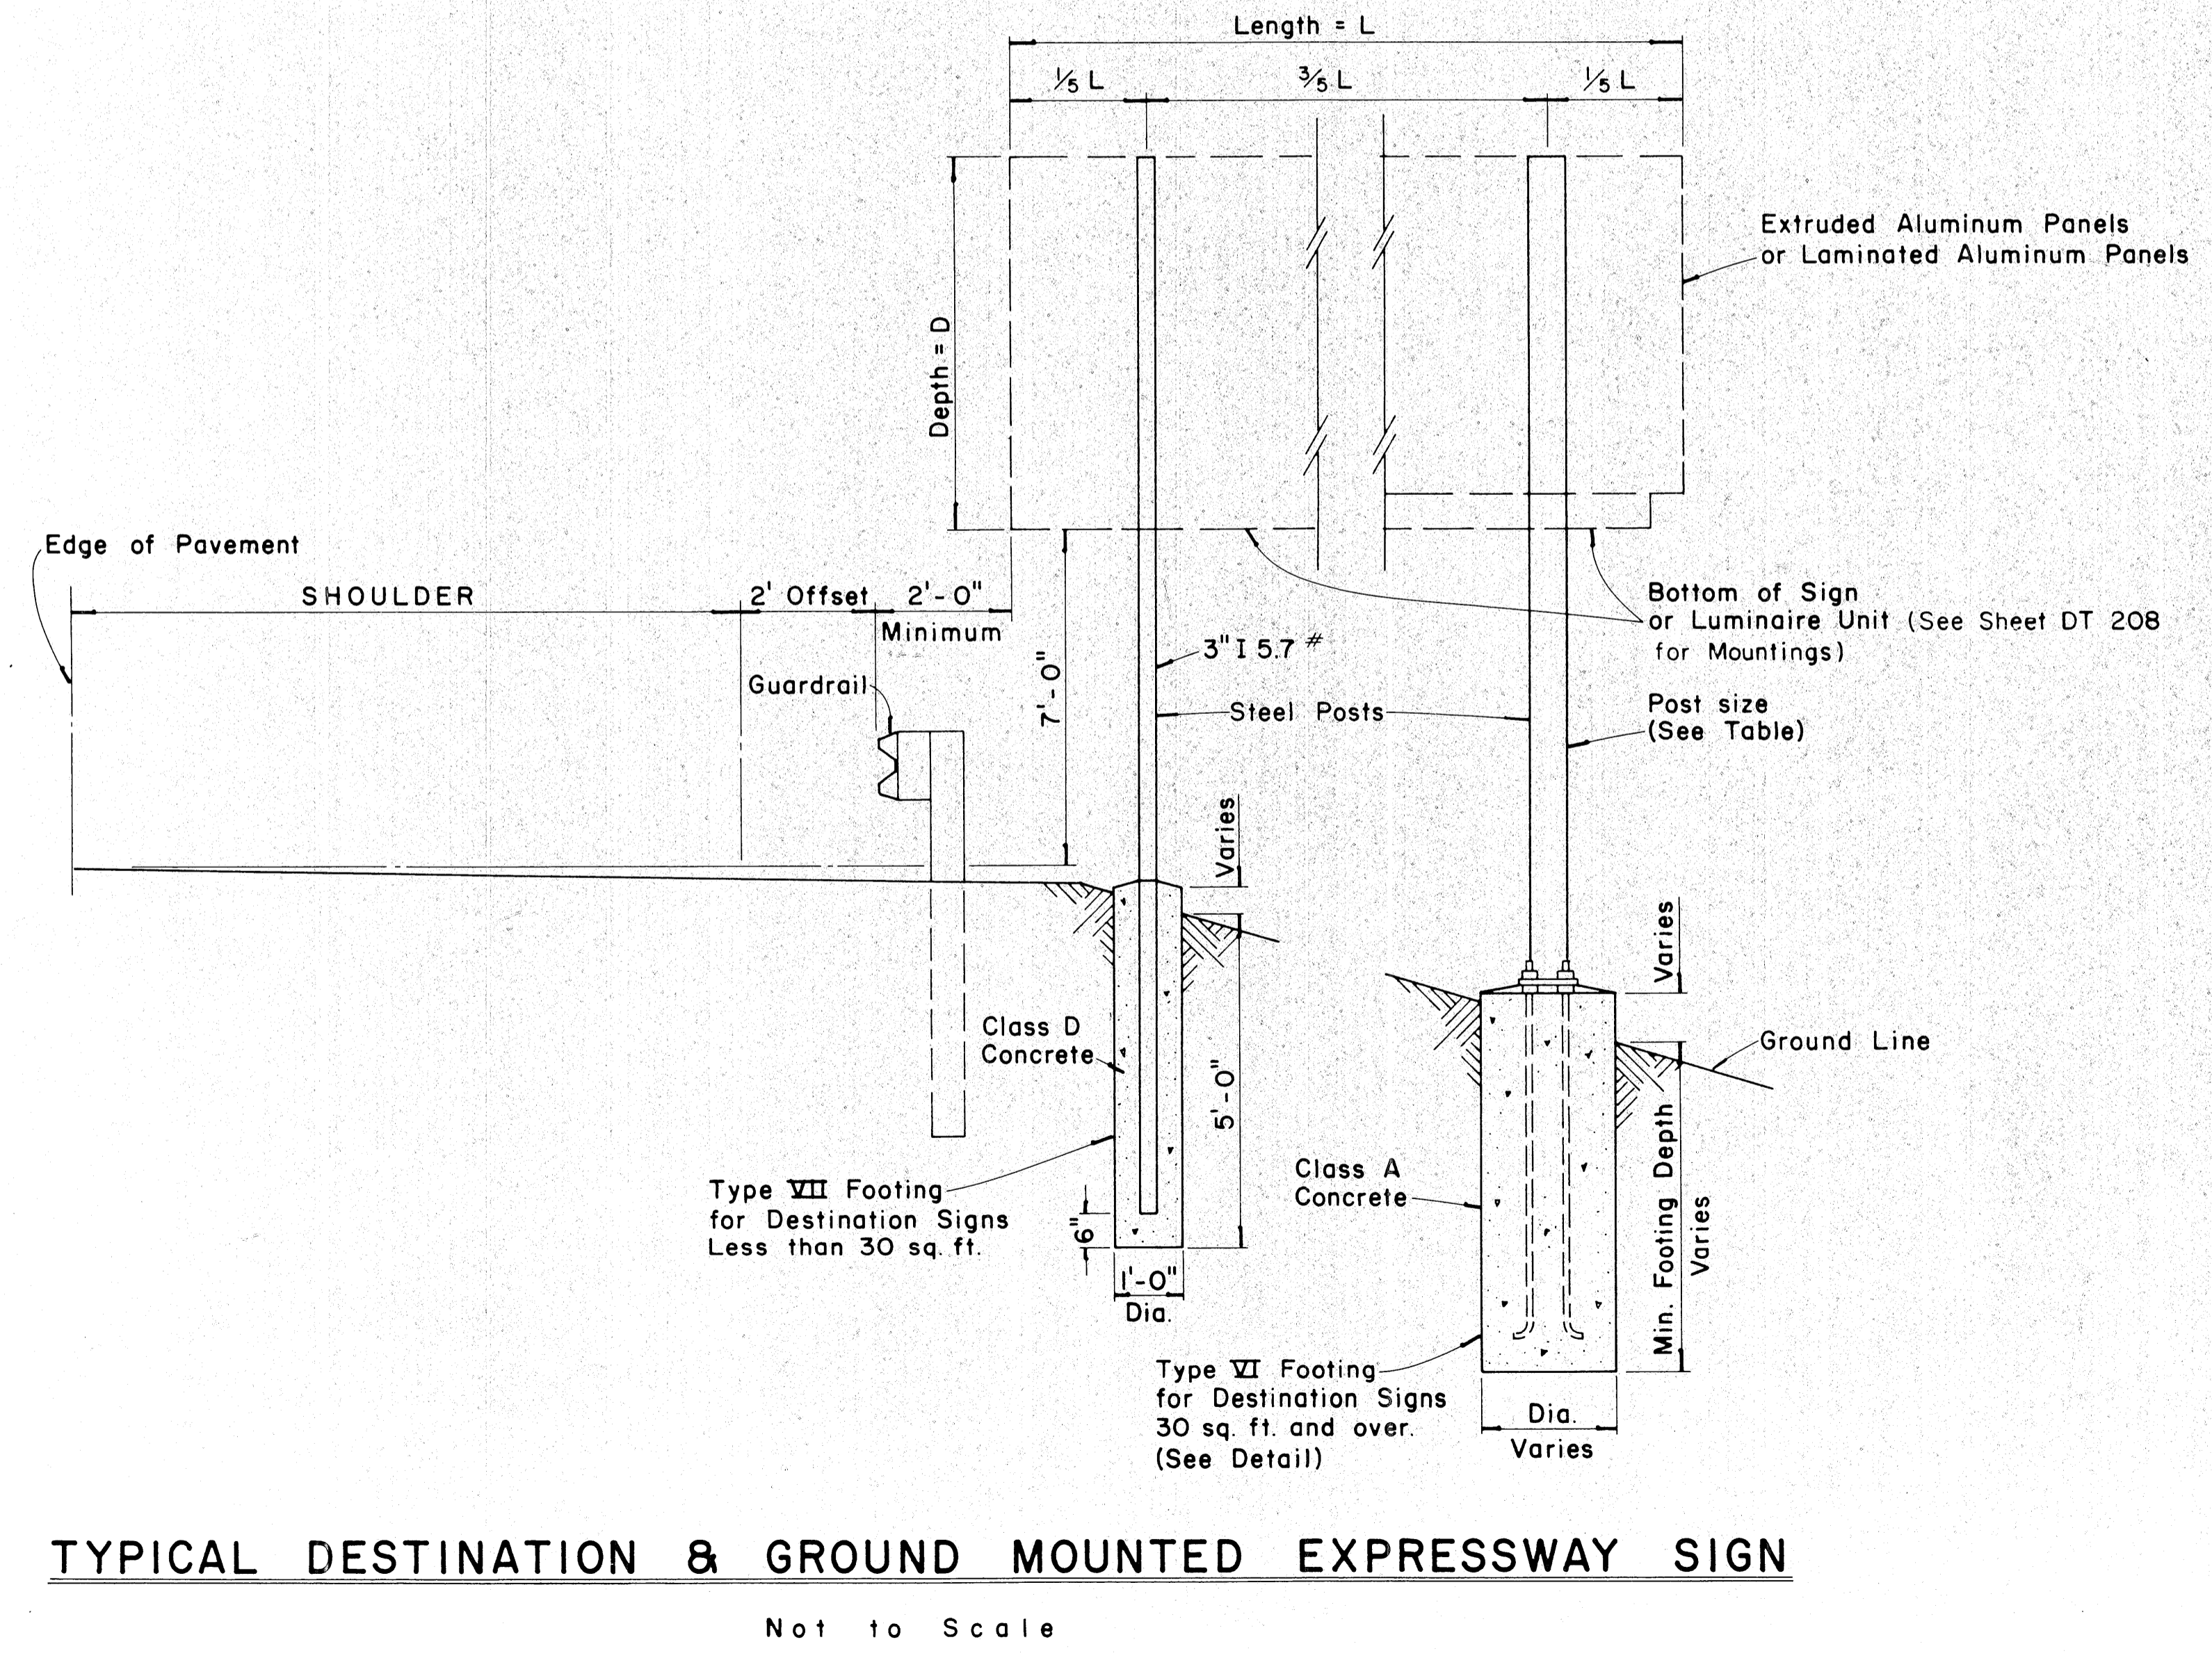 Length = L
1/5 L
3/5 L
1/5 L
Extruded Aluminum Panels
or Laminated Aluminum Panels
Depth = D
Edge of Pavement
SHOULDER
2' Offset
2'-0"
Minimum
Bottom of Sign
or Luminaire Unit (See Sheet DT 208
for Mountings)
3" I 5.7 #
7'-0"
Guardrail
Steel Posts
Post size
(See Table)
Varies
Varies
Class D
Concrete
Ground Line
5'-0"
Class A
Concrete
Min. Footing Depth
Varies
Type VII Footing
for Destination Signs
Less than 30 sq. ft.
6"
1'-0"
Dia.
Type VI Footing
for Destination Signs
30 sq. ft. and over.
(See Detail)
Dia.
Varies
TYPICAL DESTINATION & GROUND MOUNTED EXPRESSWAY SIGN
Not to Scale